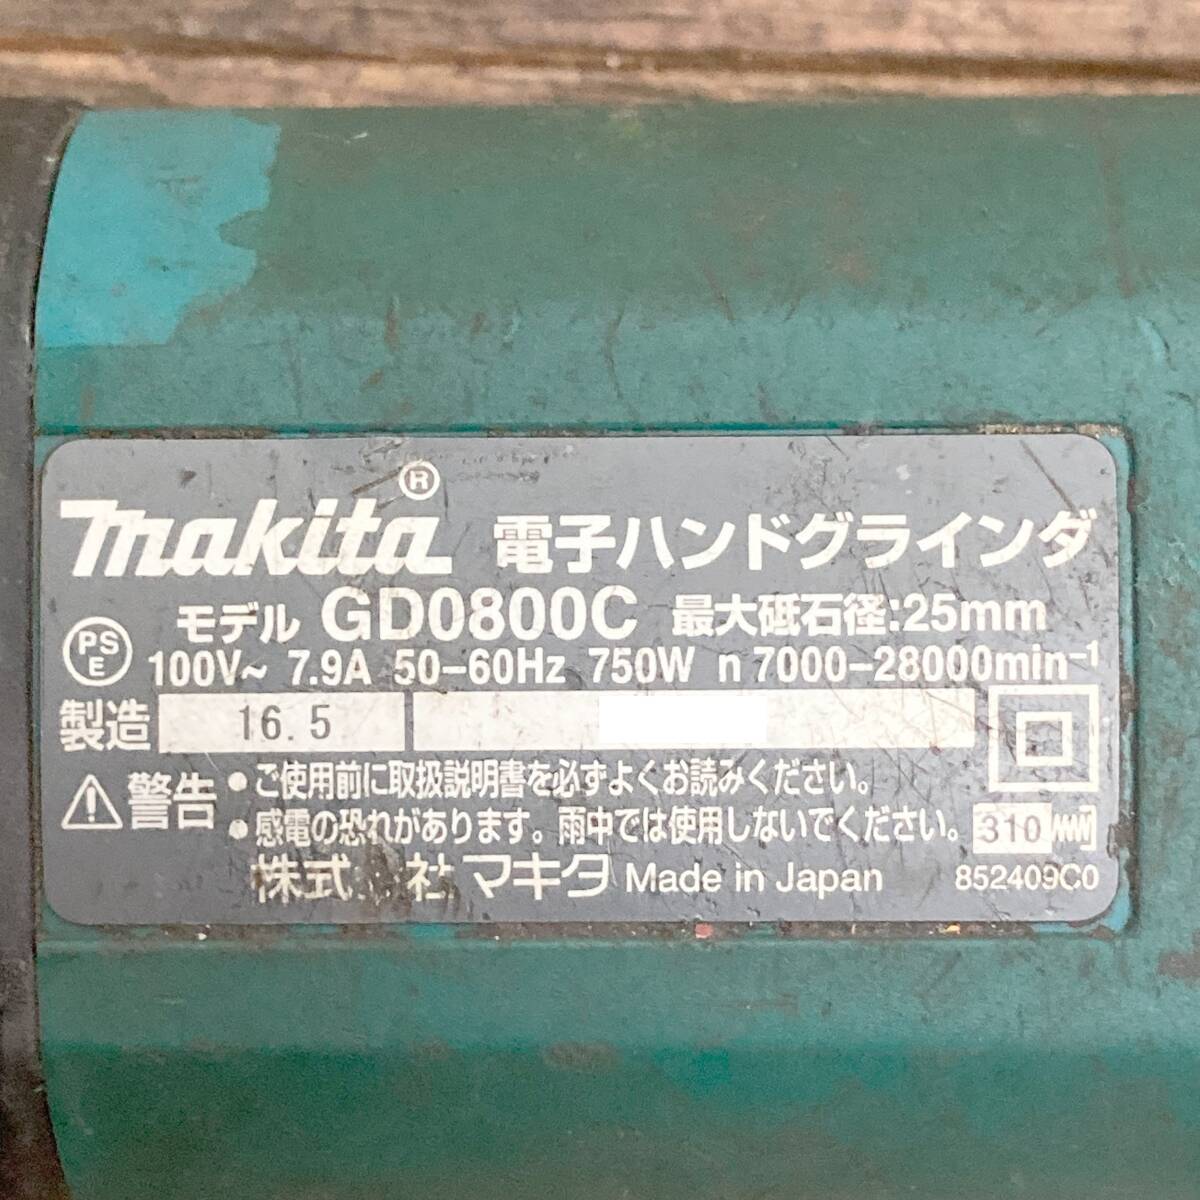 makita® 電子ハンドグラインダ
モデル GD0800C 最大砥石径:25mm
PSE 100V~ 7.9A 50-60Hz 750W n 7000-28000min⁻¹
製造 16.5
警告 •ご使用前に取扱説明書を必ずよくお読みください。
•感電の恐れがあります。雨中では使用しないでください。 310
株式 社 マキタ Made in Japan 852409C0